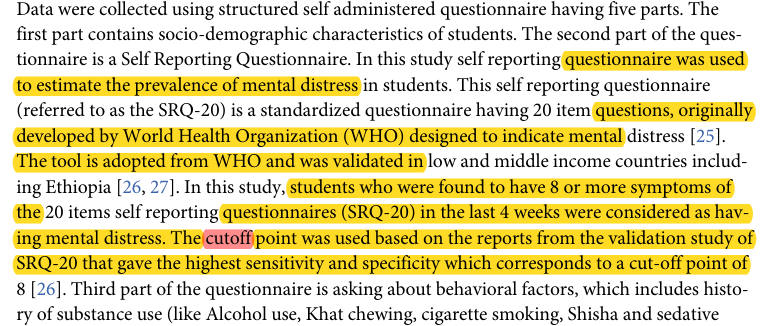 Data were collected using structured self administered questionnaire having five parts. The
first part contains socio-demographic characteristics of students. The second part of the ques-
tionnaire is a Self Reporting Questionnaire. In this study self reporting questionnaire was used
to estimate the prevalence of mental distress in students. This self reporting questionnaire
(referred to as the SRQ-20) is a standardized questionnaire having 20 item questions, originally
developed by World Health Organization (WHO) designed to indicate mental distress [25].
The tool is adopted from WHO and was validated in low and middle income countries includ-
ing Ethiopia [26, 27]. In this study, students who were found to have 8 or more symptoms of
the 20 items self reporting questionnaires (SRQ-20) in the last 4 weeks were considered as hav-
ing mental distress. The cutoff point was used based on the reports from the validation study of
SRQ-20 that gave the highest sensitivity and specificity which corresponds to a cut-off point of
8 [26]. Third part of the questionnaire is asking about behavioral factors, which includes histo-
ry of substance use (like Alcohol use, Khat chewing, cigarette smoking, Shisha and sedative